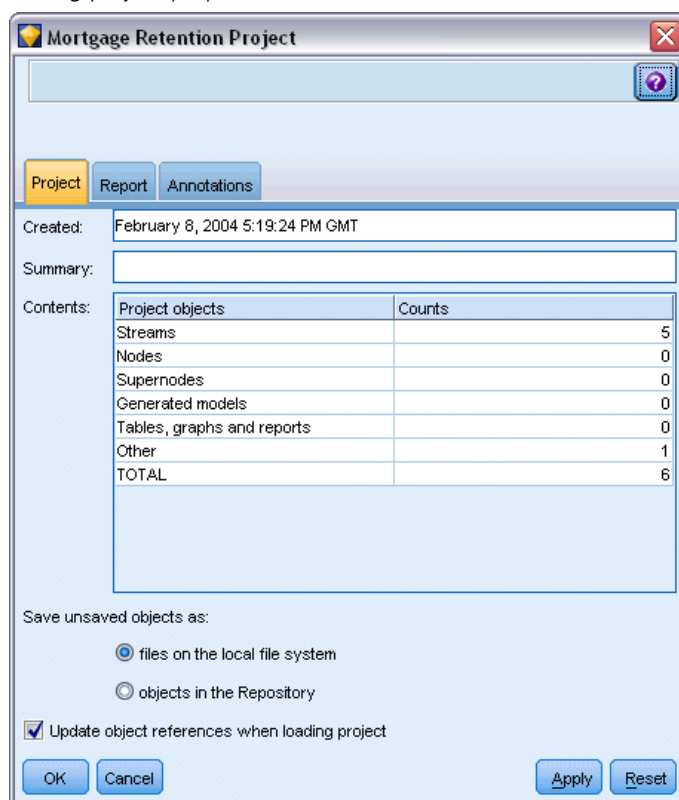 Mortgage Retention Project
Project Report Annotations
Created: February 8, 2004 5:19:24 PM GMT
Summary:
Contents: Project objects Counts
Streams 5
Nodes 0
Supernodes 0
Generated models 0
Tables, graphs and reports 0
Other 1
TOTAL 6
Save unsaved objects as:
files on the local file system
objects in the Repository
Update object references when loading project
OK Cancel Apply Reset